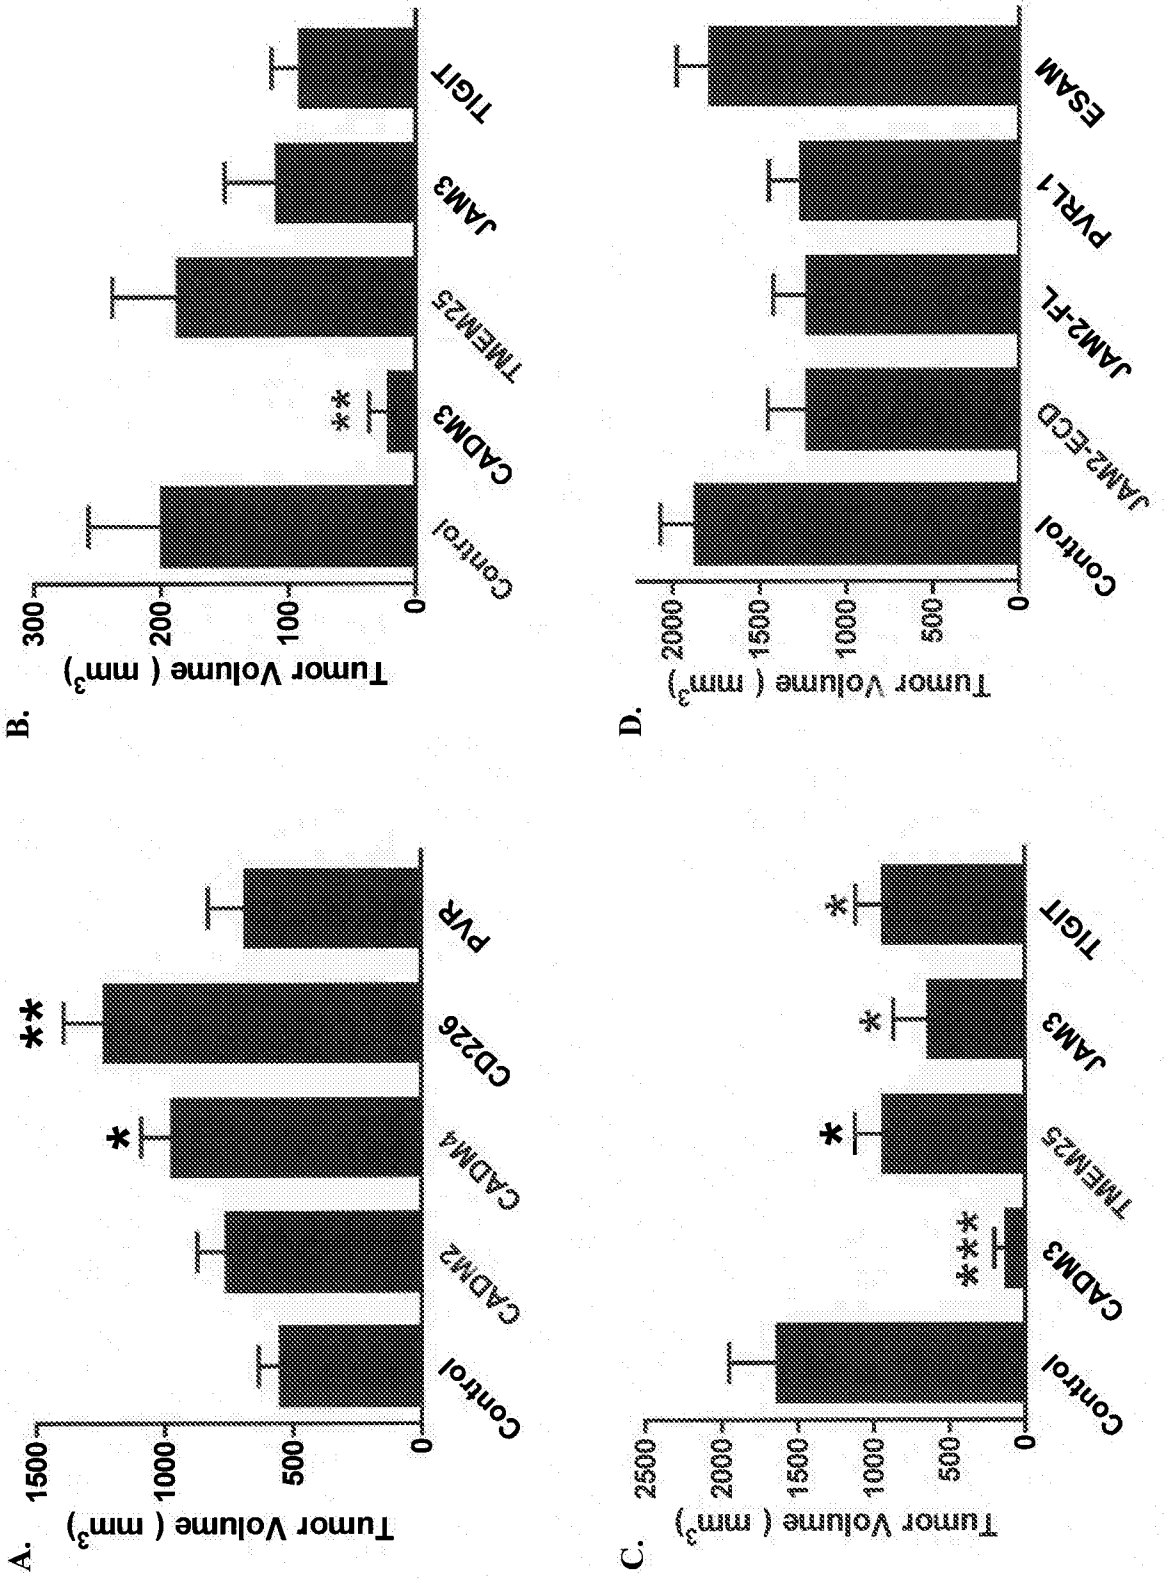 A.
Tumor Volume ( mm³)
1500
1000
500
0
**
*
Control
CADM2
CADM4
CD226
PVR
B.
Tumor Volume ( mm³)
300
200
100
0
**
Control
CADM3
TMEM25
JAM3
TIGIT
C.
Tumor Volume ( mm³)
2500
2000
1500
1000
500
0
***
*
*
*
Control
CADM3
TMEM25
JAM3
TIGIT
D.
Tumor Volume ( mm³)
2000
1500
1000
500
0
Control
JAM2-ECD
JAM2-FL
PVRL1
ESAM